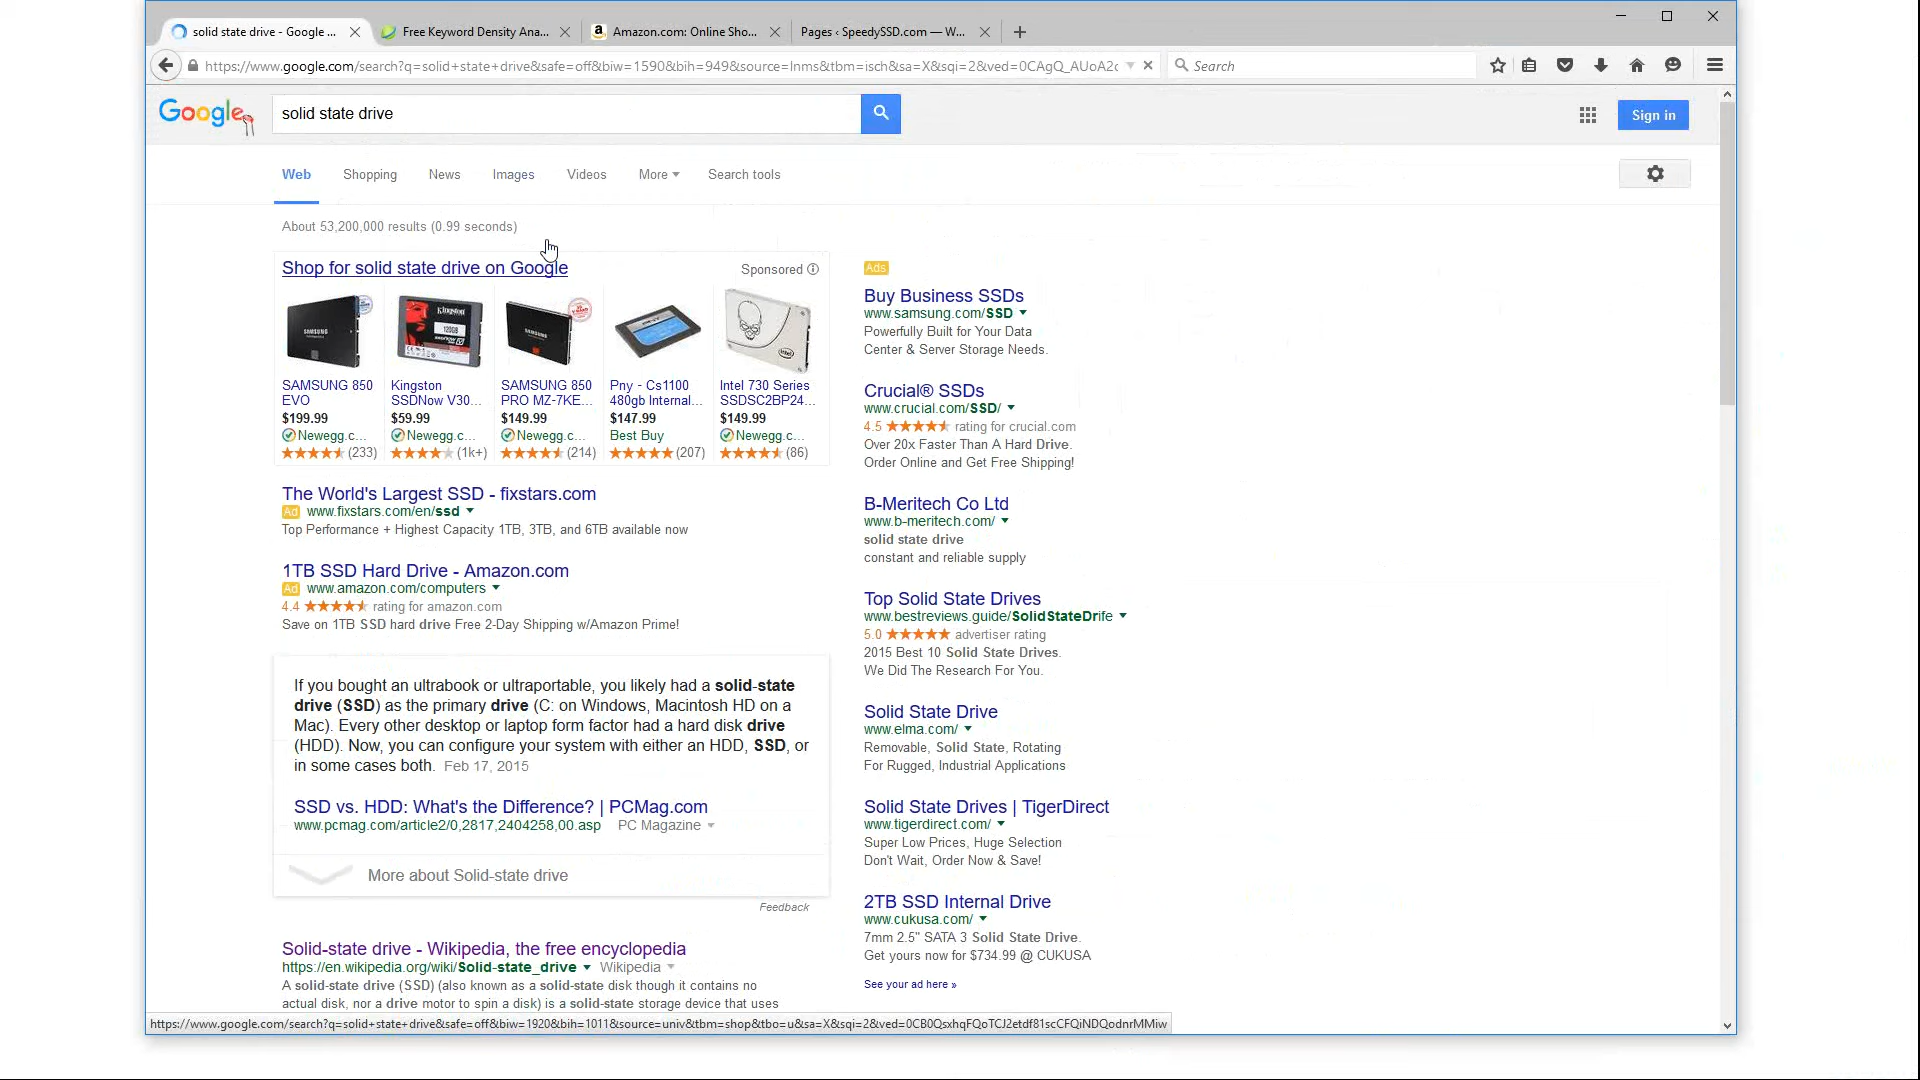 solid state drive - Google ...
Free Keyword Density Ana...
Amazon.com: Online Sho...
Pages ‹ SpeedySSD.com — W...
https://www.google.com/search?q=solid+state+drive&safe=off&biw=1590&bih=949&source=lnms&tbm=isch&sa=X&sqi=2&ved=0CAgQ_AUoA2c
Search
Google
solid state drive
Sign in
Web
Shopping
News
Images
Videos
More
Search tools
About 53,200,000 results (0.99 seconds)
Shop for solid state drive on Google
Sponsored
SAMSUNG 850
EVO
$199.99
Newegg.c...
(233)
Kingston
SSDNow V30...
$59.99
Newegg.c...
(1k+)
SAMSUNG 850
PRO MZ-7KE...
$149.99
Newegg.c...
(214)
Pny - Cs1100
480gb Internal...
$147.99
Best Buy
(207)
Intel 730 Series
SSDSC2BP24...
$149.99
Newegg.c...
(86)
The World's Largest SSD - fixstars.com
Ad www.fixstars.com/en/ssd
Top Performance + Highest Capacity 1TB, 3TB, and 6TB available now
1TB SSD Hard Drive - Amazon.com
Ad www.amazon.com/computers
4.4 rating for amazon.com
Save on 1TB SSD hard drive Free 2-Day Shipping w/Amazon Prime!
If you bought an ultrabook or ultraportable, you likely had a solid-state
drive (SSD) as the primary drive (C: on Windows, Macintosh HD on a
Mac). Every other desktop or laptop form factor had a hard disk drive
(HDD). Now, you can configure your system with either an HDD, SSD, or
in some cases both. Feb 17, 2015
SSD vs. HDD: What's the Difference? | PCMag.com
www.pcmag.com/article2/0,2817,2404258,00.asp PC Magazine
More about Solid-state drive
Feedback
Solid-state drive - Wikipedia, the free encyclopedia
https://en.wikipedia.org/wiki/Solid-state_drive Wikipedia
A solid-state drive (SSD) (also known as a solid-state disk though it contains no
actual disk, nor a drive motor to spin a disk) is a solid-state storage device that uses
Ads
Buy Business SSDs
www.samsung.com/SSD
Powerfully Built for Your Data
Center & Server Storage Needs.
Crucial® SSDs
www.crucial.com/SSD/
4.5 rating for crucial.com
Over 20x Faster Than A Hard Drive.
Order Online and Get Free Shipping!
B-Meritech Co Ltd
www.b-meritech.com/
solid state drive
constant and reliable supply
Top Solid State Drives
www.bestreviews.guide/SolidStateDrife
5.0 advertiser rating
2015 Best 10 Solid State Drives.
We Did The Research For You.
Solid State Drive
www.elma.com/
Removable, Solid State, Rotating
For Rugged, Industrial Applications
Solid State Drives | TigerDirect
www.tigerdirect.com/
Super Low Prices, Huge Selection
Don't Wait, Order Now & Save!
2TB SSD Internal Drive
www.cukusa.com/
7mm 2.5" SATA 3 Solid State Drive.
Get yours now for $734.99 @ CUKUSA
See your ad here »
https://www.google.com/search?q=solid+state+drive&safe=off&biw=1920&bih=1011&source=univ&tbm=shop&tbo=u&sa=X&sqi=2&ved=0CB0QsxhqFQoTCJ2etdf81scCFQiNDQodnrMMiw